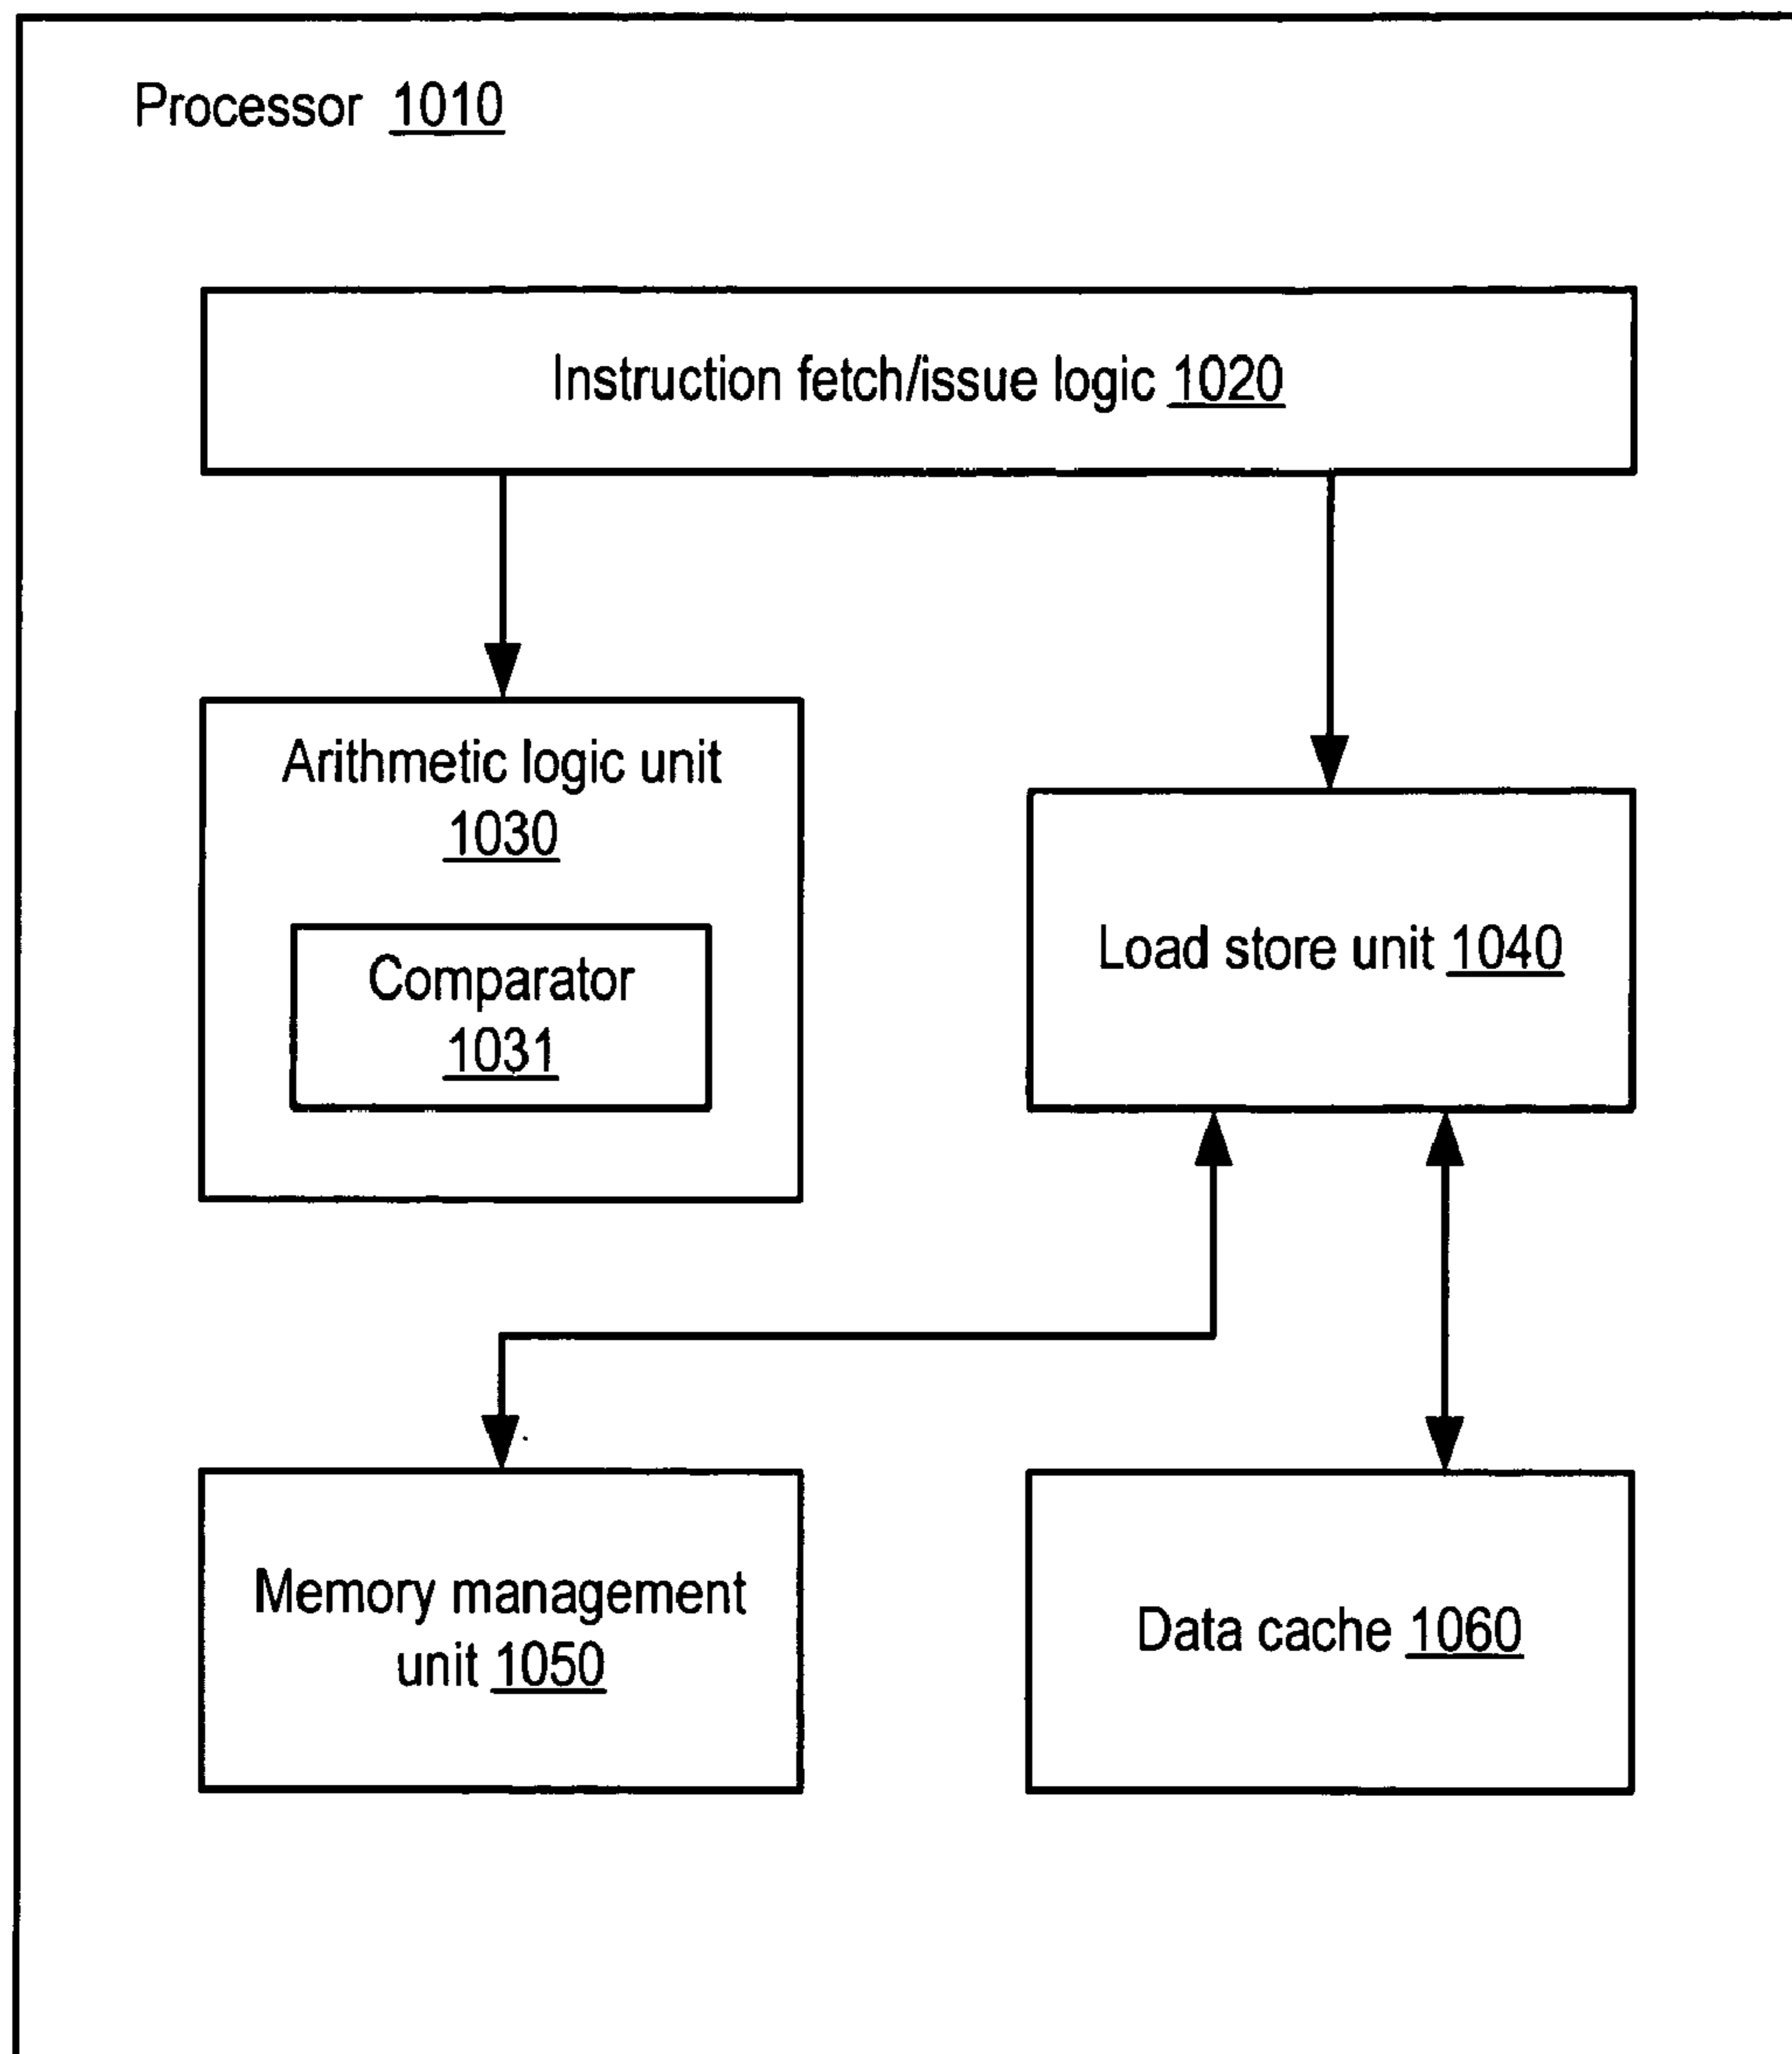 Processor 1010
Instruction fetch/issue logic 1020
Arithmetic logic unit
1030
Comparator
1031
Load store unit 1040
Memory management
unit 1050
Data cache 1060